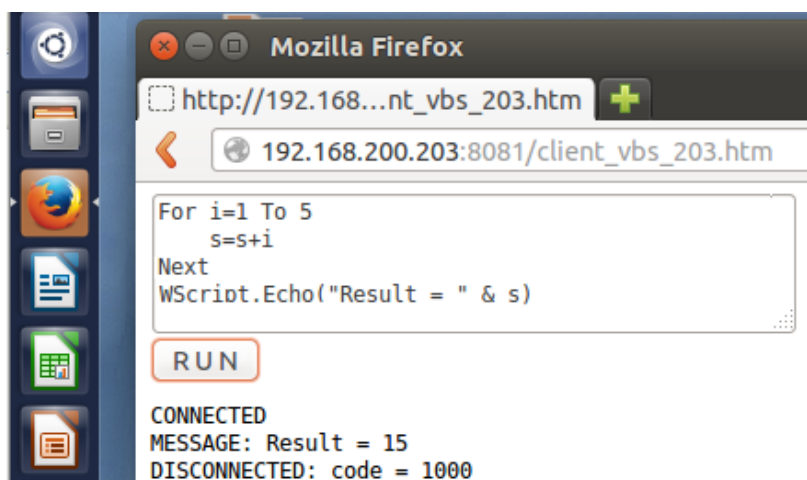 Mozilla Firefox
http://192.168...nt_vbs_203.htm
192.168.200.203:8081/client_vbs_203.htm
For i=1 To 5
    s=s+i
Next
WScript.Echo("Result = " & s)
RUN
CONNECTED
MESSAGE: Result = 15
DISCONNECTED: code = 1000